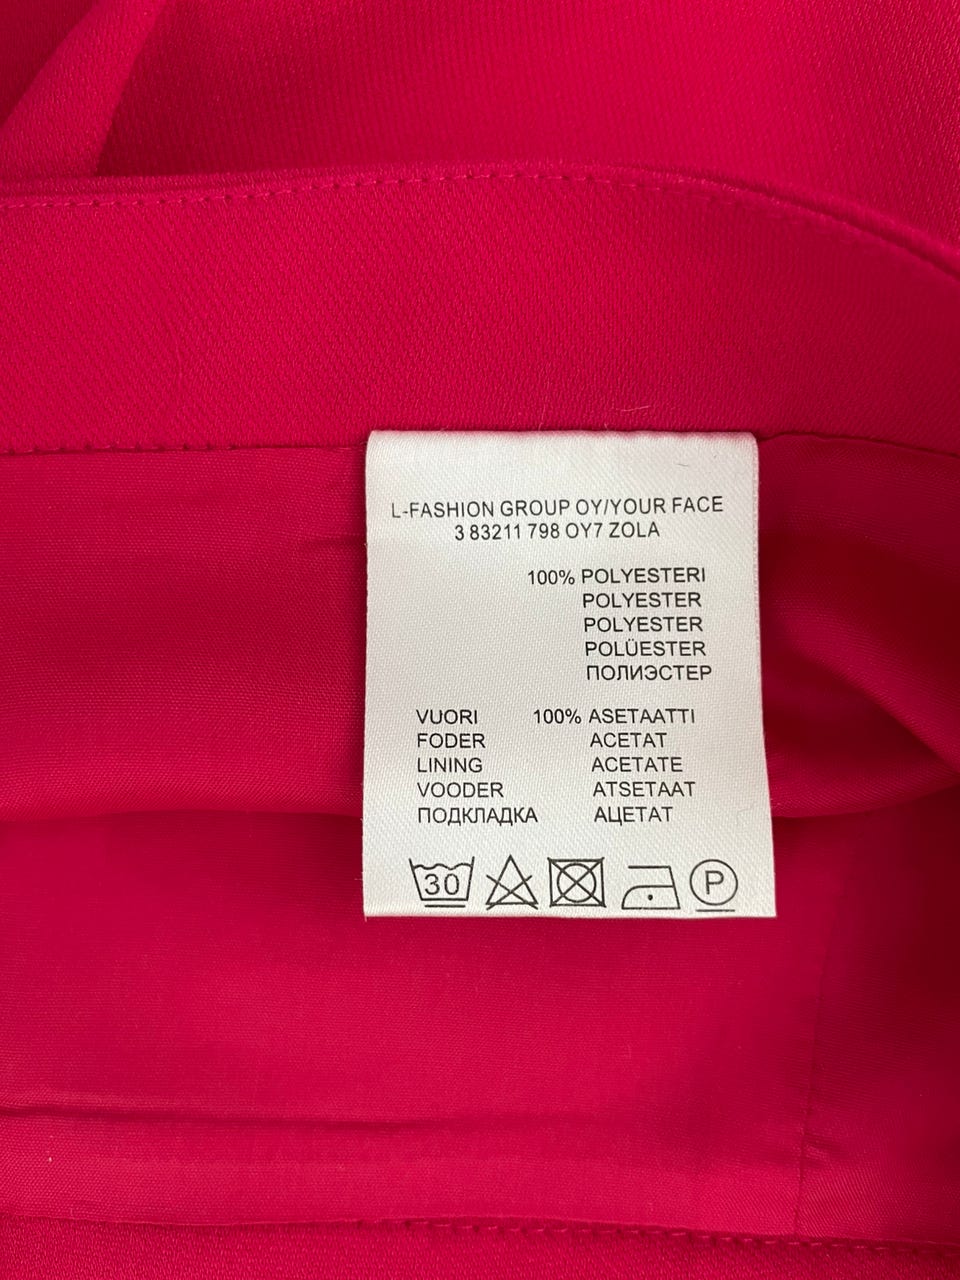 L-FASHION GROUP OY/YOUR FACE
3 83211 798 OY7 ZOLA
100% POLYESTERI
POLYESTER
POLYESTER
POLÜESTER
ПОЛИЭСТЕР
VUORI 100% ASETAATTI
FODER ACETAT
LINING ACETATE
VOODER ATSETAAT
ПОДКЛАДКА АЦЕТАТ
30 P